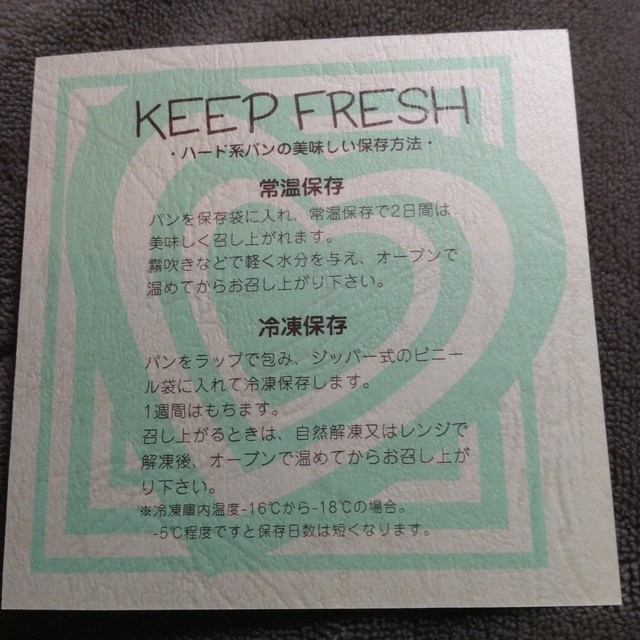 KEEP FRESH
・ハード系パンの美味しい保存方法・
常温保存
パンを保存袋に入れ、常温保存で2日間は
美味しく召し上がれます。
霧吹きなどで軽く水分を与え、オーブンで
温めてからお召し上がり下さい。
冷凍保存
パンをラップで包み、ジッパー式のビニー
ル袋に入れて冷凍保存します。
1週間はもちます。
召し上がるときは、自然解凍又はレンジで
解凍後、オーブンで温めてからお召し上が
り下さい。
※冷凍庫内温度-16℃から-18℃の場合。
-5℃程度ですと保存日数は短くなります。